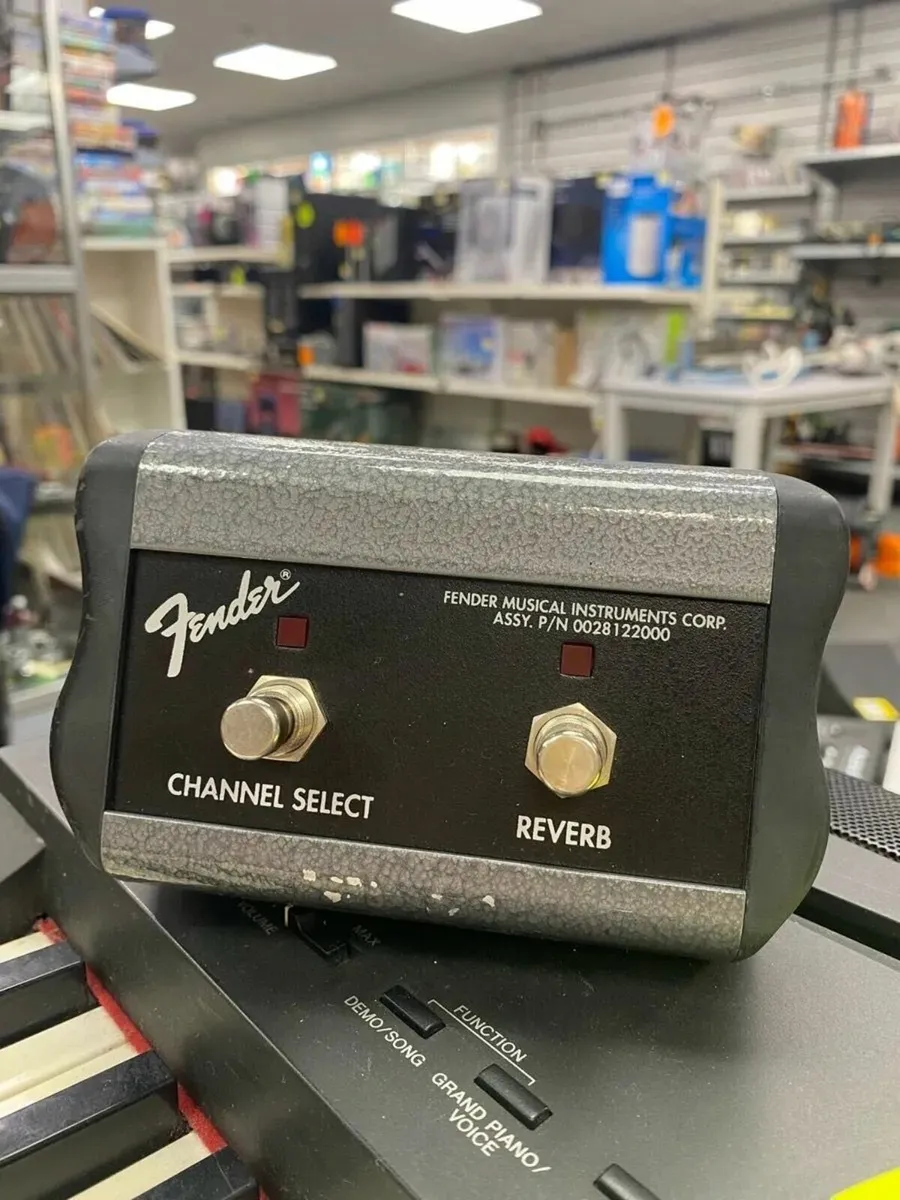 Fender®
FENDER MUSICAL INSTRUMENTS CORP.
ASSY. P/N 0028122000
CHANNEL SELECT
REVERB
VOLUME
MAX
FUNCTION
DEMO/SONG
GRAND PIANO/
VOICE